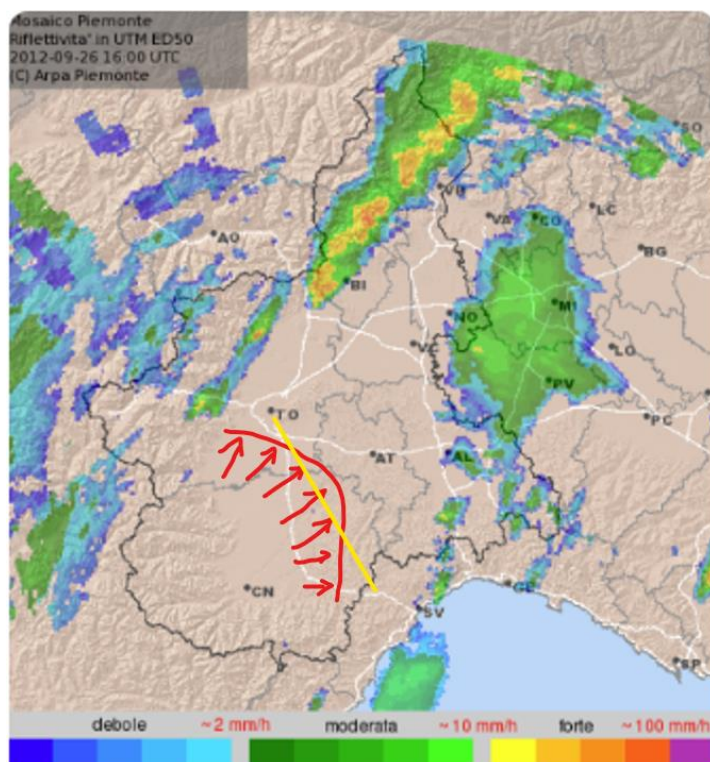 Mosaico Piemonte
Riflettivita' in UTM ED50
2012-09-26 16:00 UTC
(C) Arpa Piemonte
SO
VB
VA
CO
LC
AO
BG
BI
NO
MI
VC
LO
PV
TO
PC
AT
AL
CN
GE
SV
SP
debole ~2 mm/h moderata ~10 mm/h forte ~100 mm/h